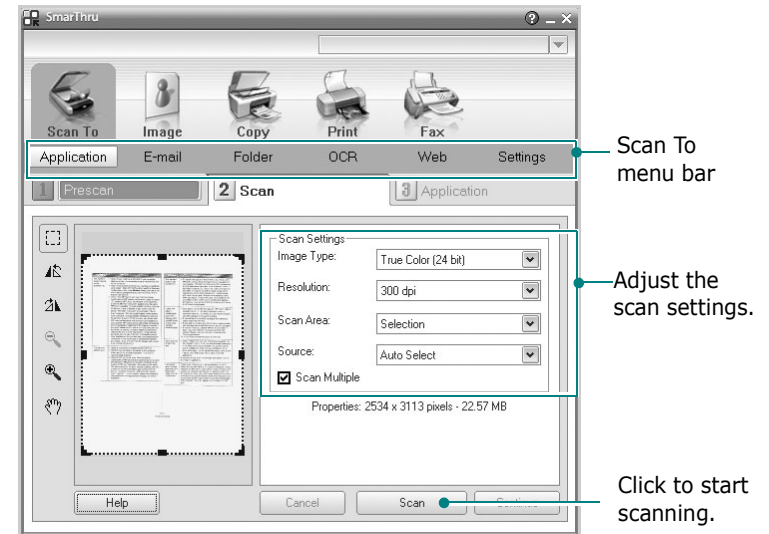 SmarThru
Scan To
Image
Copy
Print
Fax
Application
E-mail
Folder
OCR
Web
Settings
Scan To
menu bar
1 Prescan
2 Scan
3 Application
Scan Settings
Image Type:
True Color (24 bit)
Resolution:
300 dpi
Scan Area:
Selection
Source:
Auto Select
Scan Multiple
Adjust the
scan settings.
Properties: 2534 x 3113 pixels - 22.57 MB
Help
Cancel
Scan
Click to start
scanning.